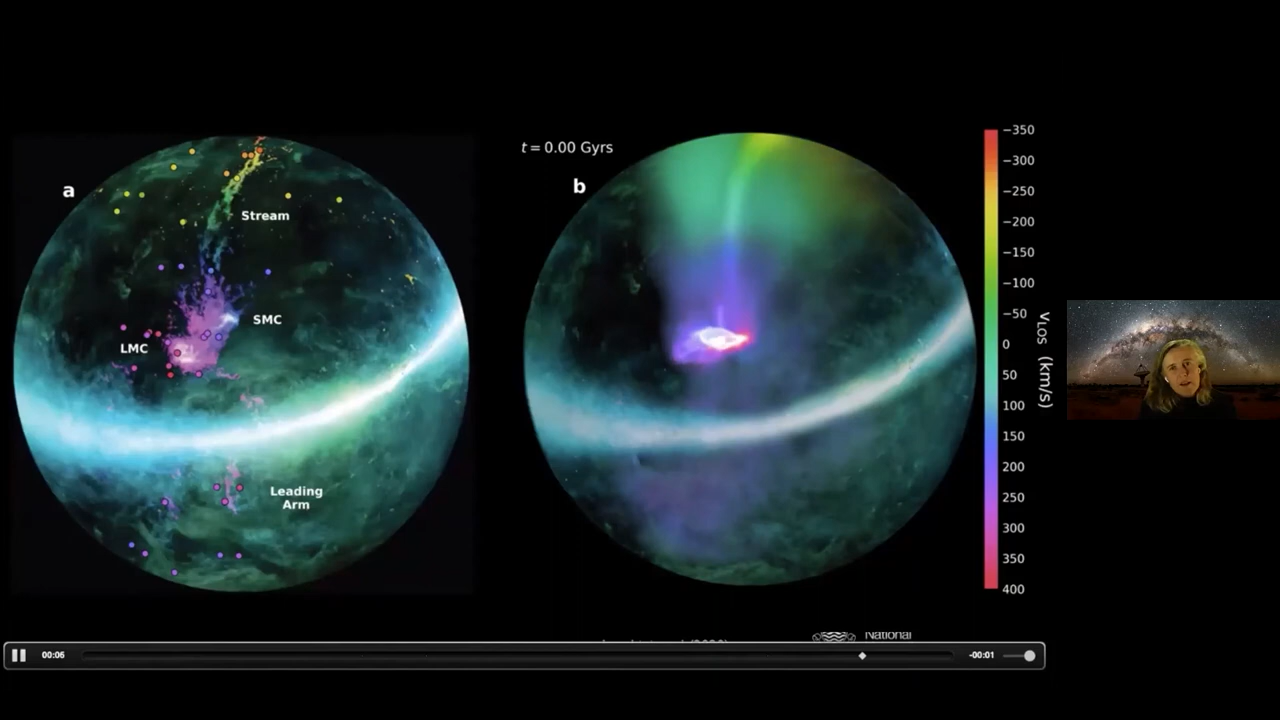 a
Stream
SMC
LMC
Leading
Arm
t = 0.00 Gyrs
b
−350
−300
−250
−200
−150
−100
−50
0
50
100
150
200
250
300
350
400
VLOS (km/s)
National
00:06
-00:01